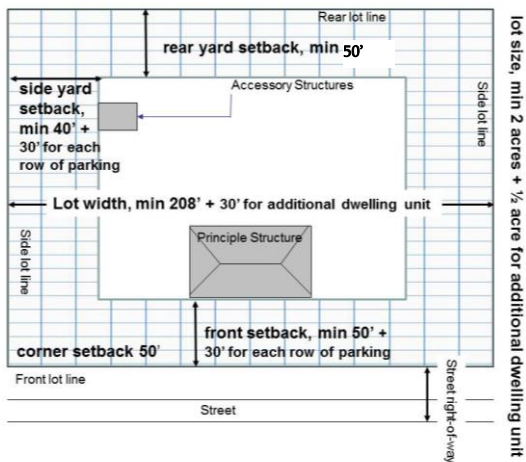 Rear lot line
rear yard setback, min 50'
side yard
setback,
min 40' +
30' for each
row of parking
Accessory Structures
Side lot line
Lot width, min 208' + 30' for additional dwelling unit
Side lot line
Principle Structure
front setback, min 50' +
30' for each row of parking
corner setback 50'
Front lot line
Street
Street right-of-way
lot size, min 2 acres + ½ acre for additional dwelling unit